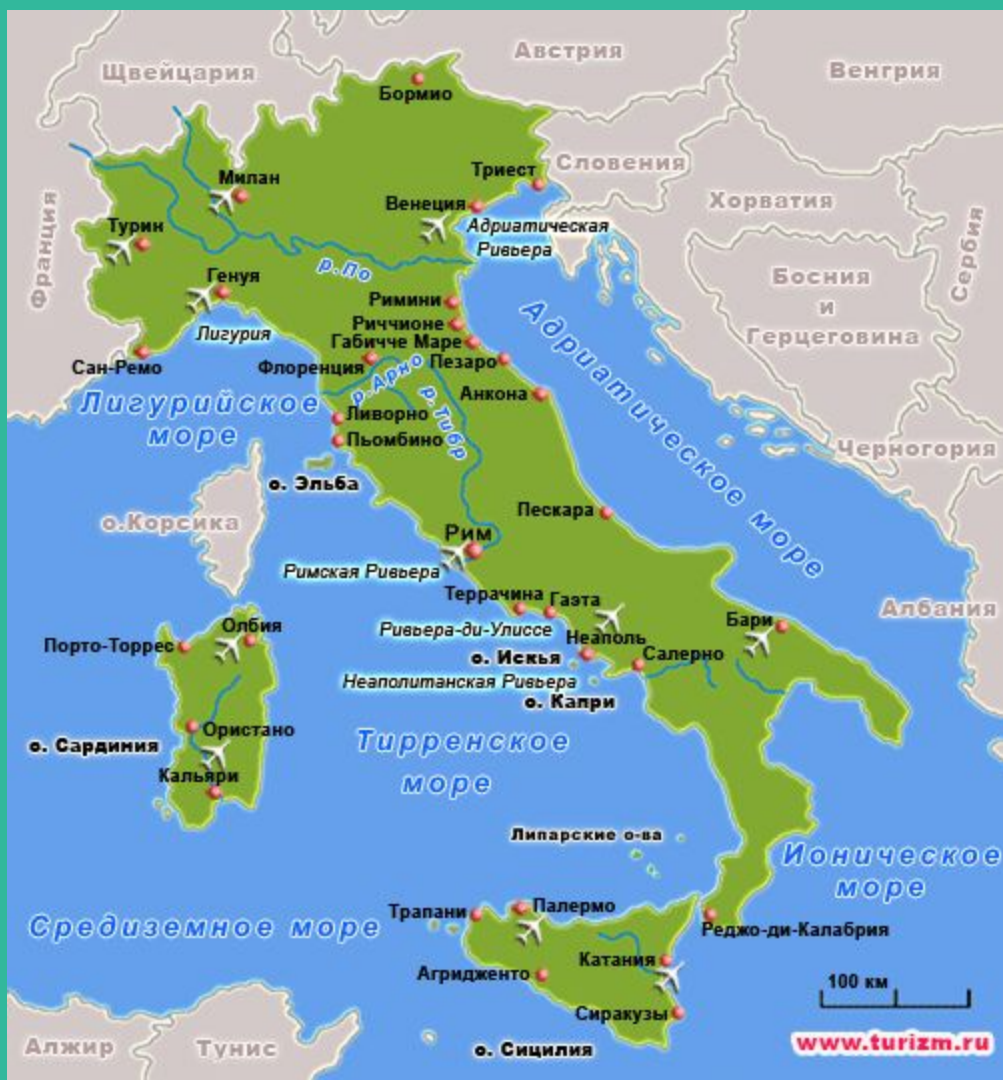 Австрия
Щвейцария
Венгрия
Бормио
Словения
Триест
Милан
Венеция
Хорватия
Адриатическая
Ривьера
Франция
Турин
Сербия
р.По
Генуя
Босния
и
Герцеговина
Римини
Риччионе
Лигурия
Габичче Маре
Сан-Ремо
Флоренция
Пезаро
р.Арно
Анкона
р.Тибр
Адриатическое море
Лигурийское
море
Ливорно
Пьомбино
Черногория
о. Эльба
о.Корсика
Пескара
Рим
Римская Ривьера
Террачина
Гаэта
Албания
Бари
Олбия
Порто-Торрес
Ривьера-ди-Улиссе
Неаполь
о. Искья
Салерно
Неаполитанская Ривьера
о. Капри
Ористано
о. Сардиния
Тирренское
море
Кальяри
Липарские о-ва
Ионическое
море
Средиземное море
Трапани
Палермо
Реджо-ди-Калабрия
Агридженто
Катания
100 км
Сиракузы
Алжир
Тунис
о. Сицилия
www.turizm.ru